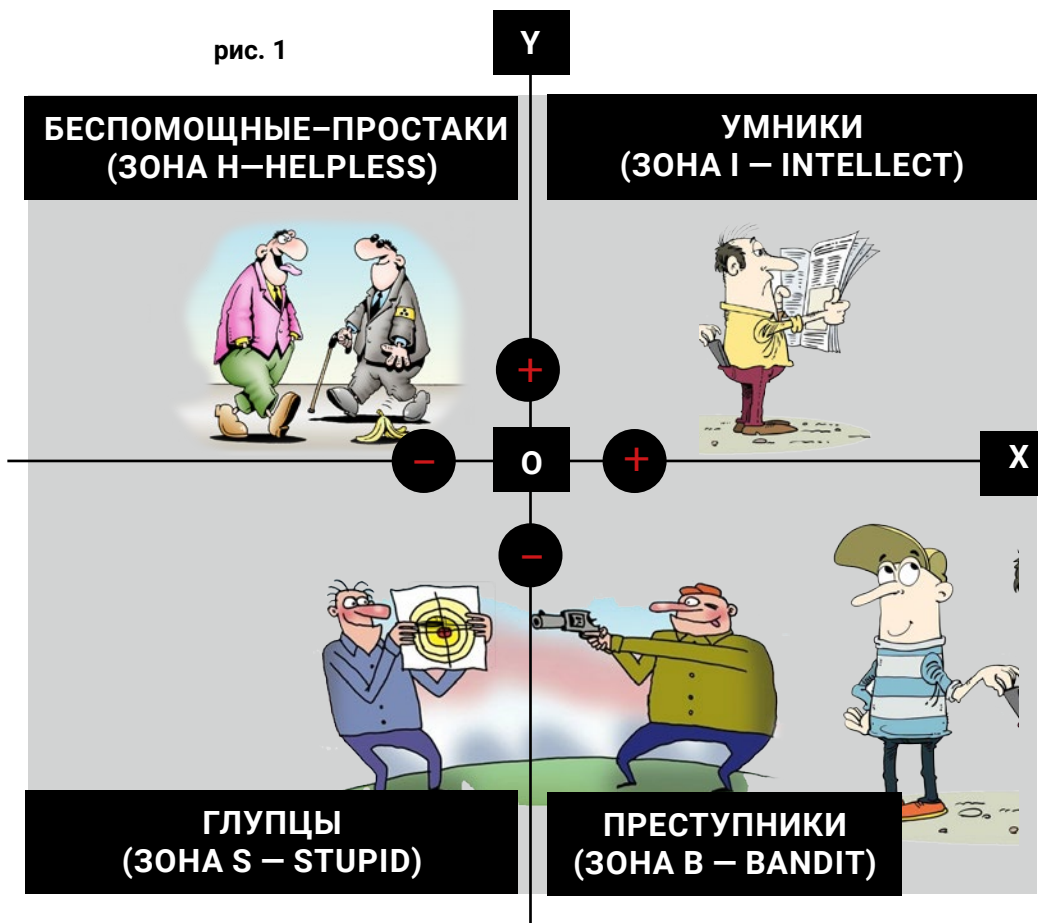 рис. 1
Y
БЕСПОМОЩНЫЕ–ПРОСТАКИ
(ЗОНА H—HELPLESS)
УМНИКИ
(ЗОНА I — INTELLECT)
+
–
O
+
X
–
ГЛУПЦЫ
(ЗОНА S — STUPID)
ПРЕСТУПНИКИ
(ЗОНА B — BANDIT)